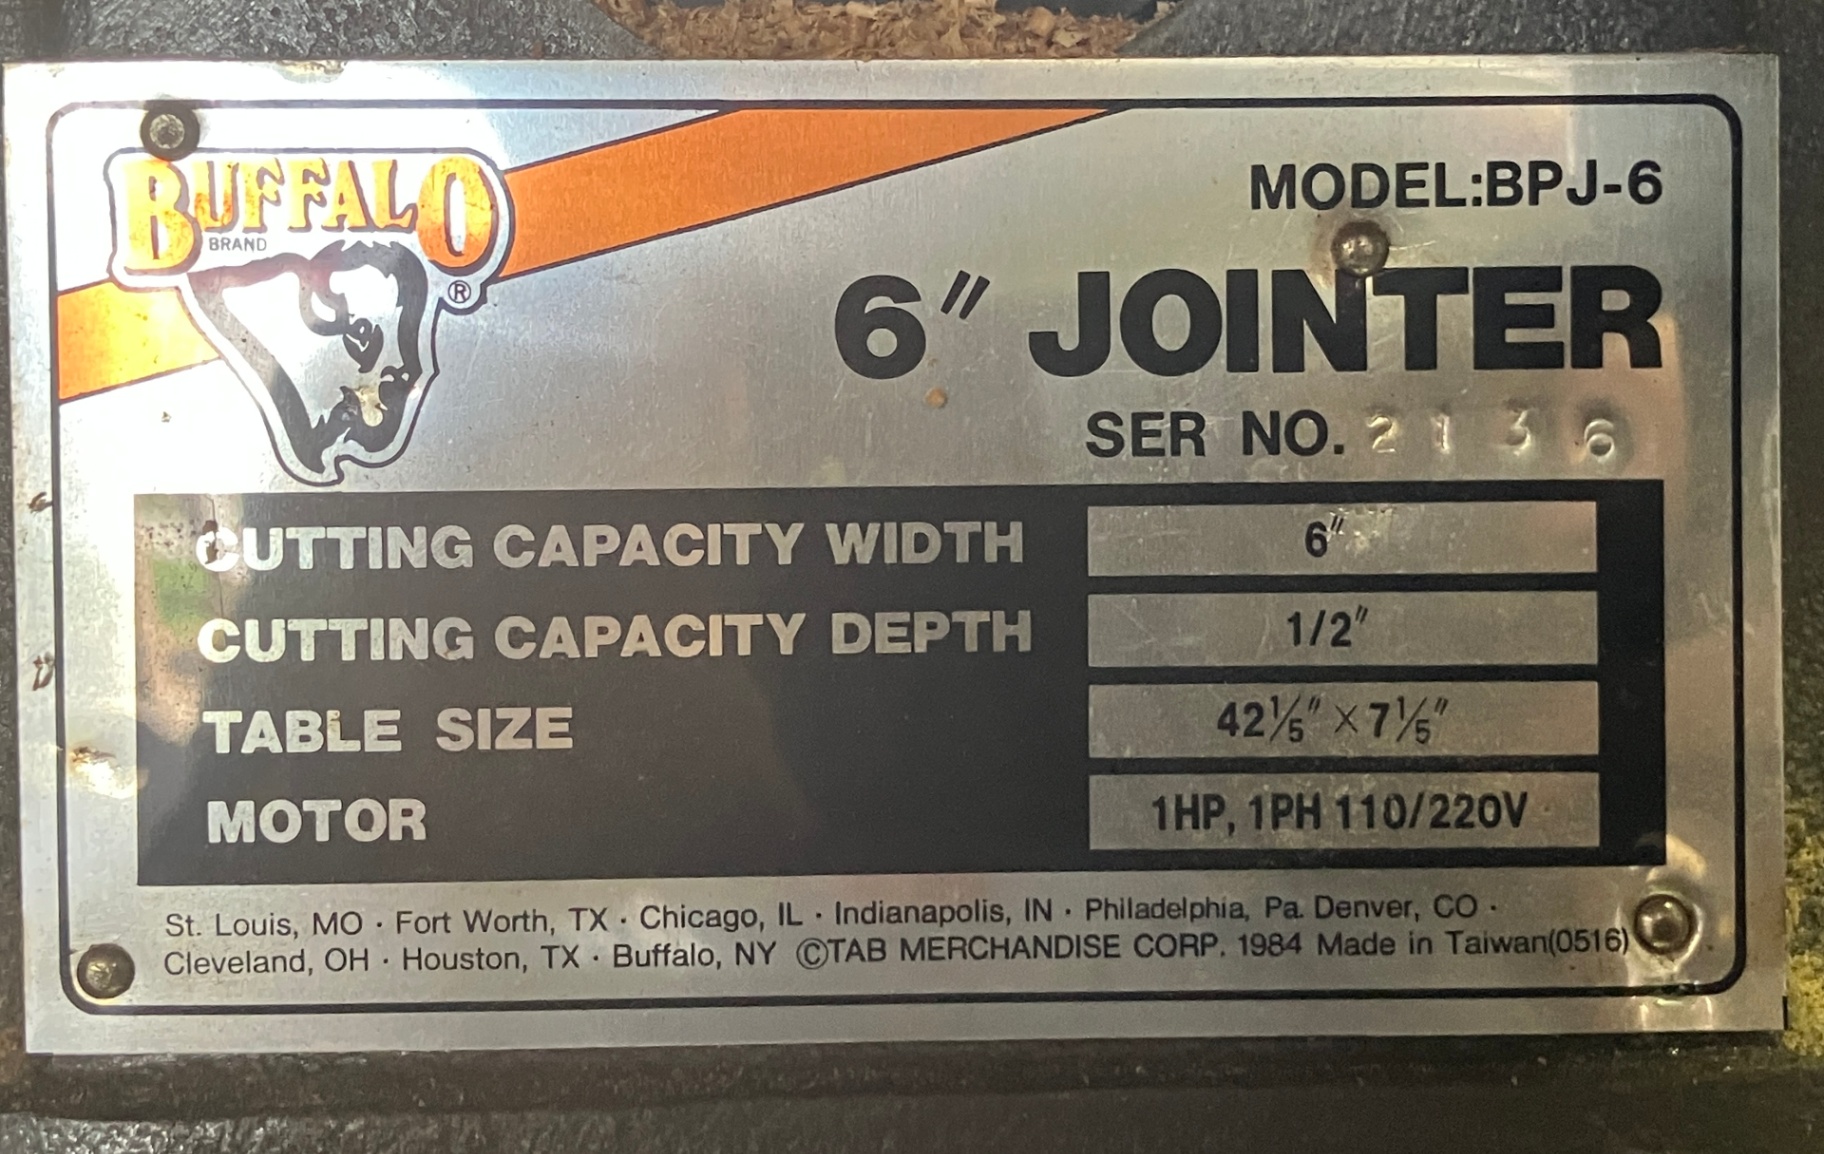 BUFFALO
BRAND
®
MODEL:BPJ-6
6" JOINTER
SER NO. 2136
CUTTING CAPACITY WIDTH 6"
CUTTING CAPACITY DEPTH 1/2"
TABLE SIZE 42⅕" × 7⅕"
MOTOR 1HP, 1PH 110/220V
St. Louis, MO · Fort Worth, TX · Chicago, IL · Indianapolis, IN · Philadelphia, Pa. Denver, CO ·
Cleveland, OH · Houston, TX · Buffalo, NY ©TAB MERCHANDISE CORP. 1984 Made in Taiwan(0516)